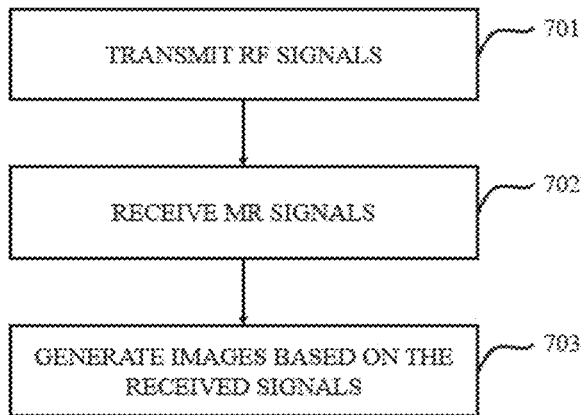 TRANSMIT RF SIGNALS
701
RECEIVE MR SIGNALS
702
GENERATE IMAGES BASED ON THE
RECEIVED SIGNALS
703